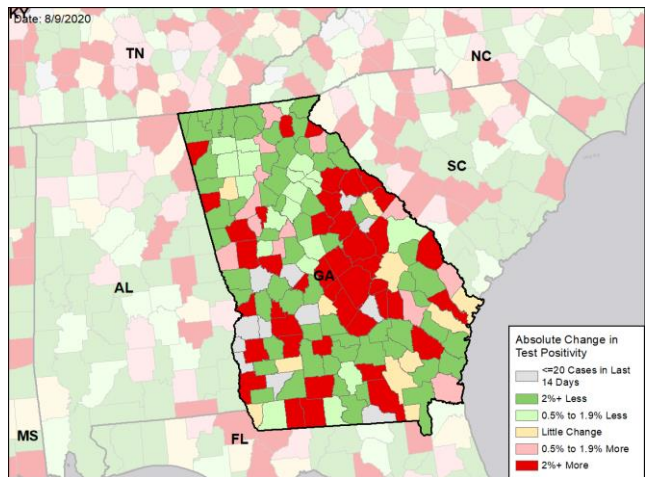 KY
Date: 8/9/2020
TN
NC
SC
GA
AL
MS
FL
Absolute Change in
Test Positivity
<=20 Cases in Last
14 Days
2%+ Less
0.5% to 1.9% Less
Little Change
0.5% to 1.9% More
2%+ More